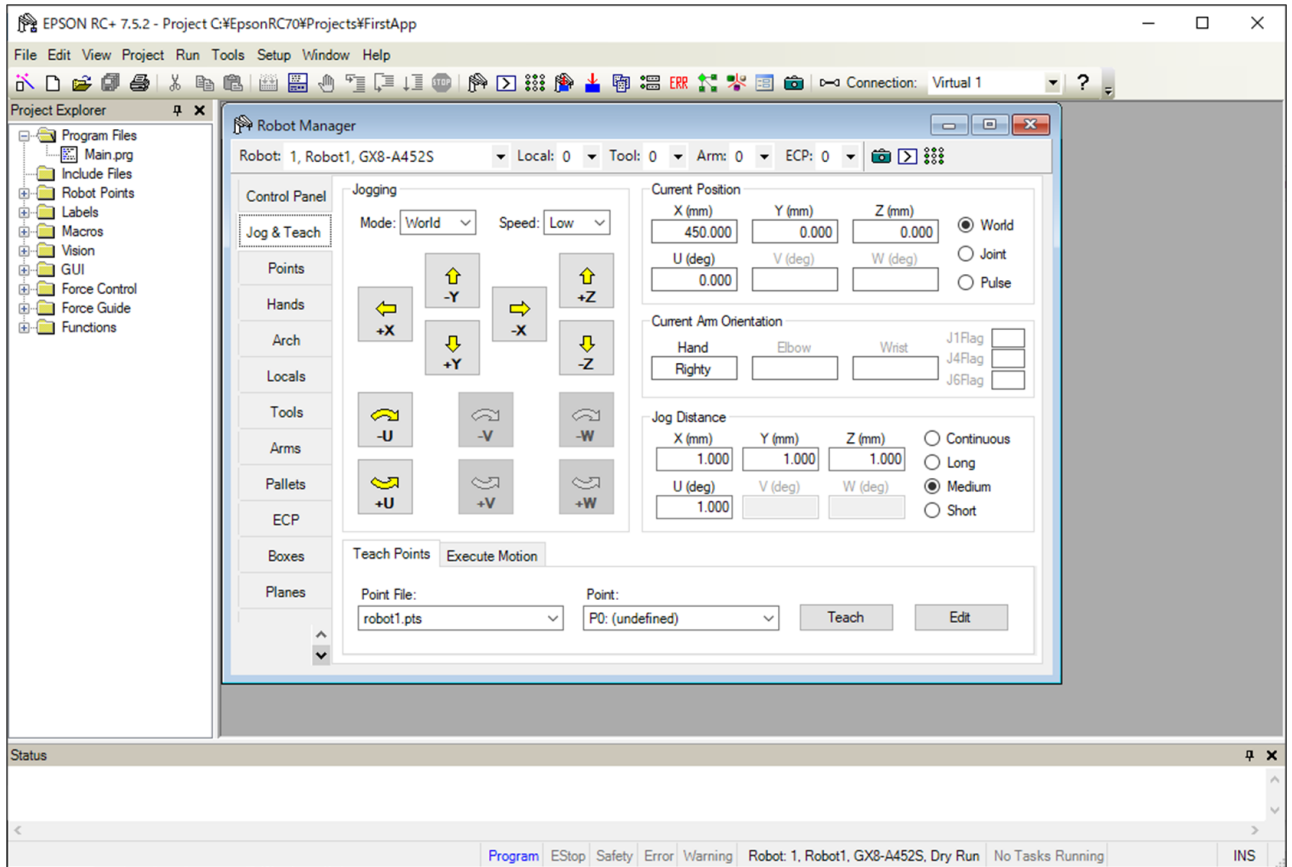 EPSON RC+ 7.5.2 - Project C:¥EpsonRC70¥Projects¥FirstApp
File Edit View Project Run Tools Setup Window Help
ERR Connection: Virtual 1 ?
Project Explorer
Program Files
Main.prg
Include Files
Robot Points
Labels
Macros
Vision
GUI
Force Control
Force Guide
Functions
Robot Manager
Robot: 1, Robot1, GX8-A452S Local: 0 Tool: 0 Arm: 0 ECP: 0
Control Panel
Jog & Teach
Points
Hands
Arch
Locals
Tools
Arms
Pallets
ECP
Boxes
Planes
Jogging
Mode: World Speed: Low
-Y
+Z
+X
-X
+Y
-Z
-U
-V
-W
+U
+V
+W
Current Position
X (mm) Y (mm) Z (mm)
450.000 0.000 0.000
U (deg) V (deg) W (deg)
0.000
World
Joint
Pulse
Current Arm Orientation
Hand Elbow Wrist
Righty
J1Flag
J4Flag
J6Flag
Jog Distance
X (mm) Y (mm) Z (mm)
1.000 1.000 1.000
U (deg) V (deg) W (deg)
1.000
Continuous
Long
Medium
Short
Teach Points Execute Motion
Point File: Point:
robot1.pts P0: (undefined) Teach Edit
Status
Program EStop Safety Error Warning Robot: 1, Robot1, GX8-A452S, Dry Run No Tasks Running INS